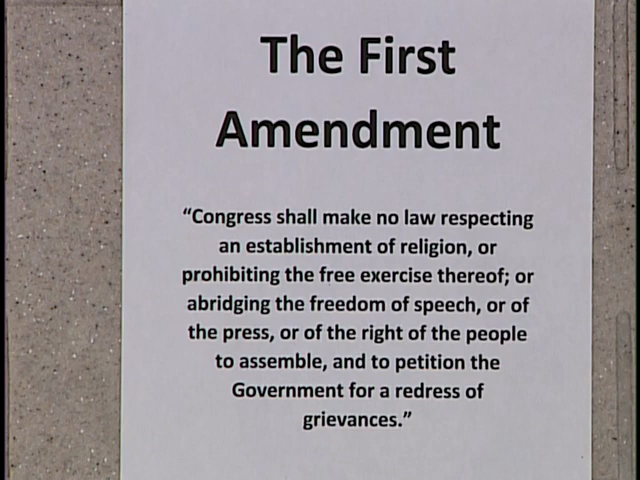 The First
Amendment
“Congress shall make no law respecting
an establishment of religion, or
prohibiting the free exercise thereof; or
abridging the freedom of speech, or of
the press, or of the right of the people
to assemble, and to petition the
Government for a redress of
grievances.”